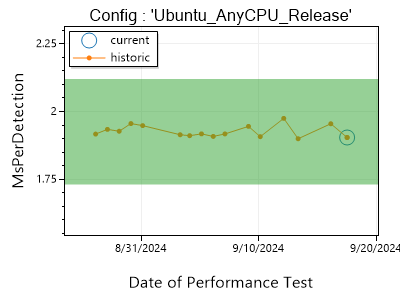 Config : 'Ubuntu_AnyCPU_Release'
current
historic
MsPerDetection
2.25
2
1.75
8/31/2024
9/10/2024
9/20/2024
Date of Performance Test